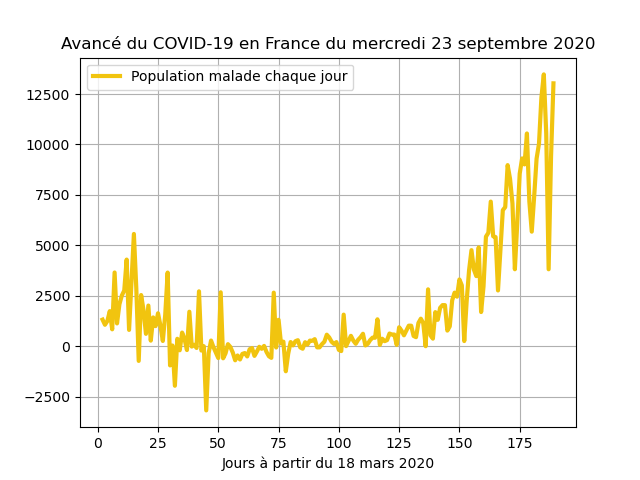 Avancé du COVID-19 en France du mercredi 23 septembre 2020
Population malade chaque jour
12500
10000
7500
5000
2500
0
−2500
0 25 50 75 100 125 150 175
Jours à partir du 18 mars 2020